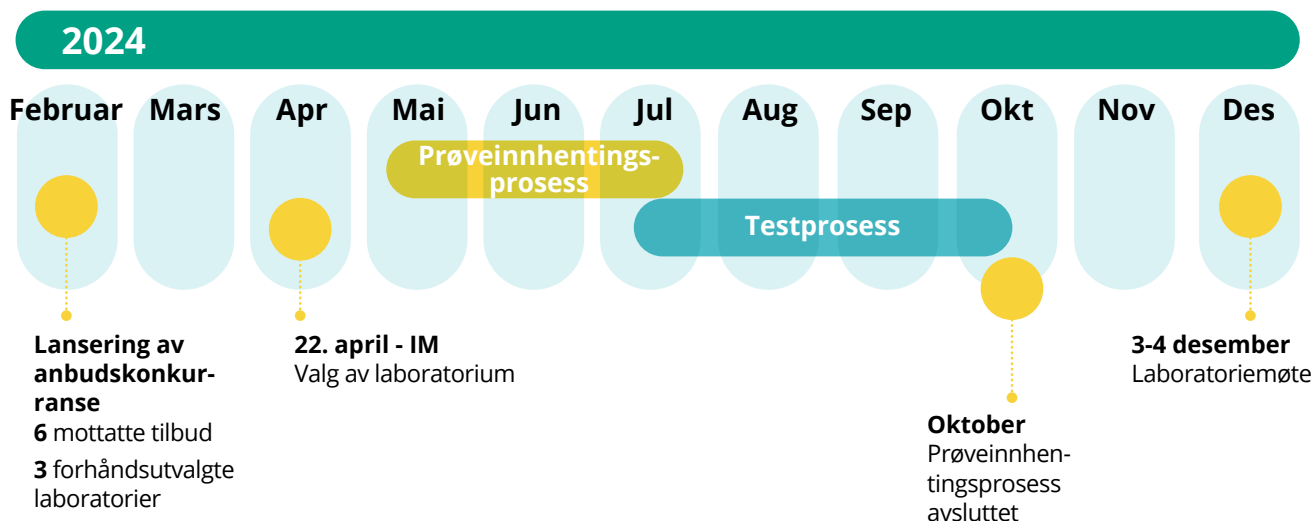 2024
Februar Mars Apr Mai Jun Jul Aug Sep Okt Nov Des
Prøveinnhentings-
prosess
Testprosess
Lansering av
anbudskonkur-
ranse
6 mottatte tilbud
3 forhåndsutvalgte
laboratorier
22. april - IM
Valg av laboratorium
Oktober
Prøveinnhen-
tingsprosess
avsluttet
3-4 desember
Laboratoriemøte